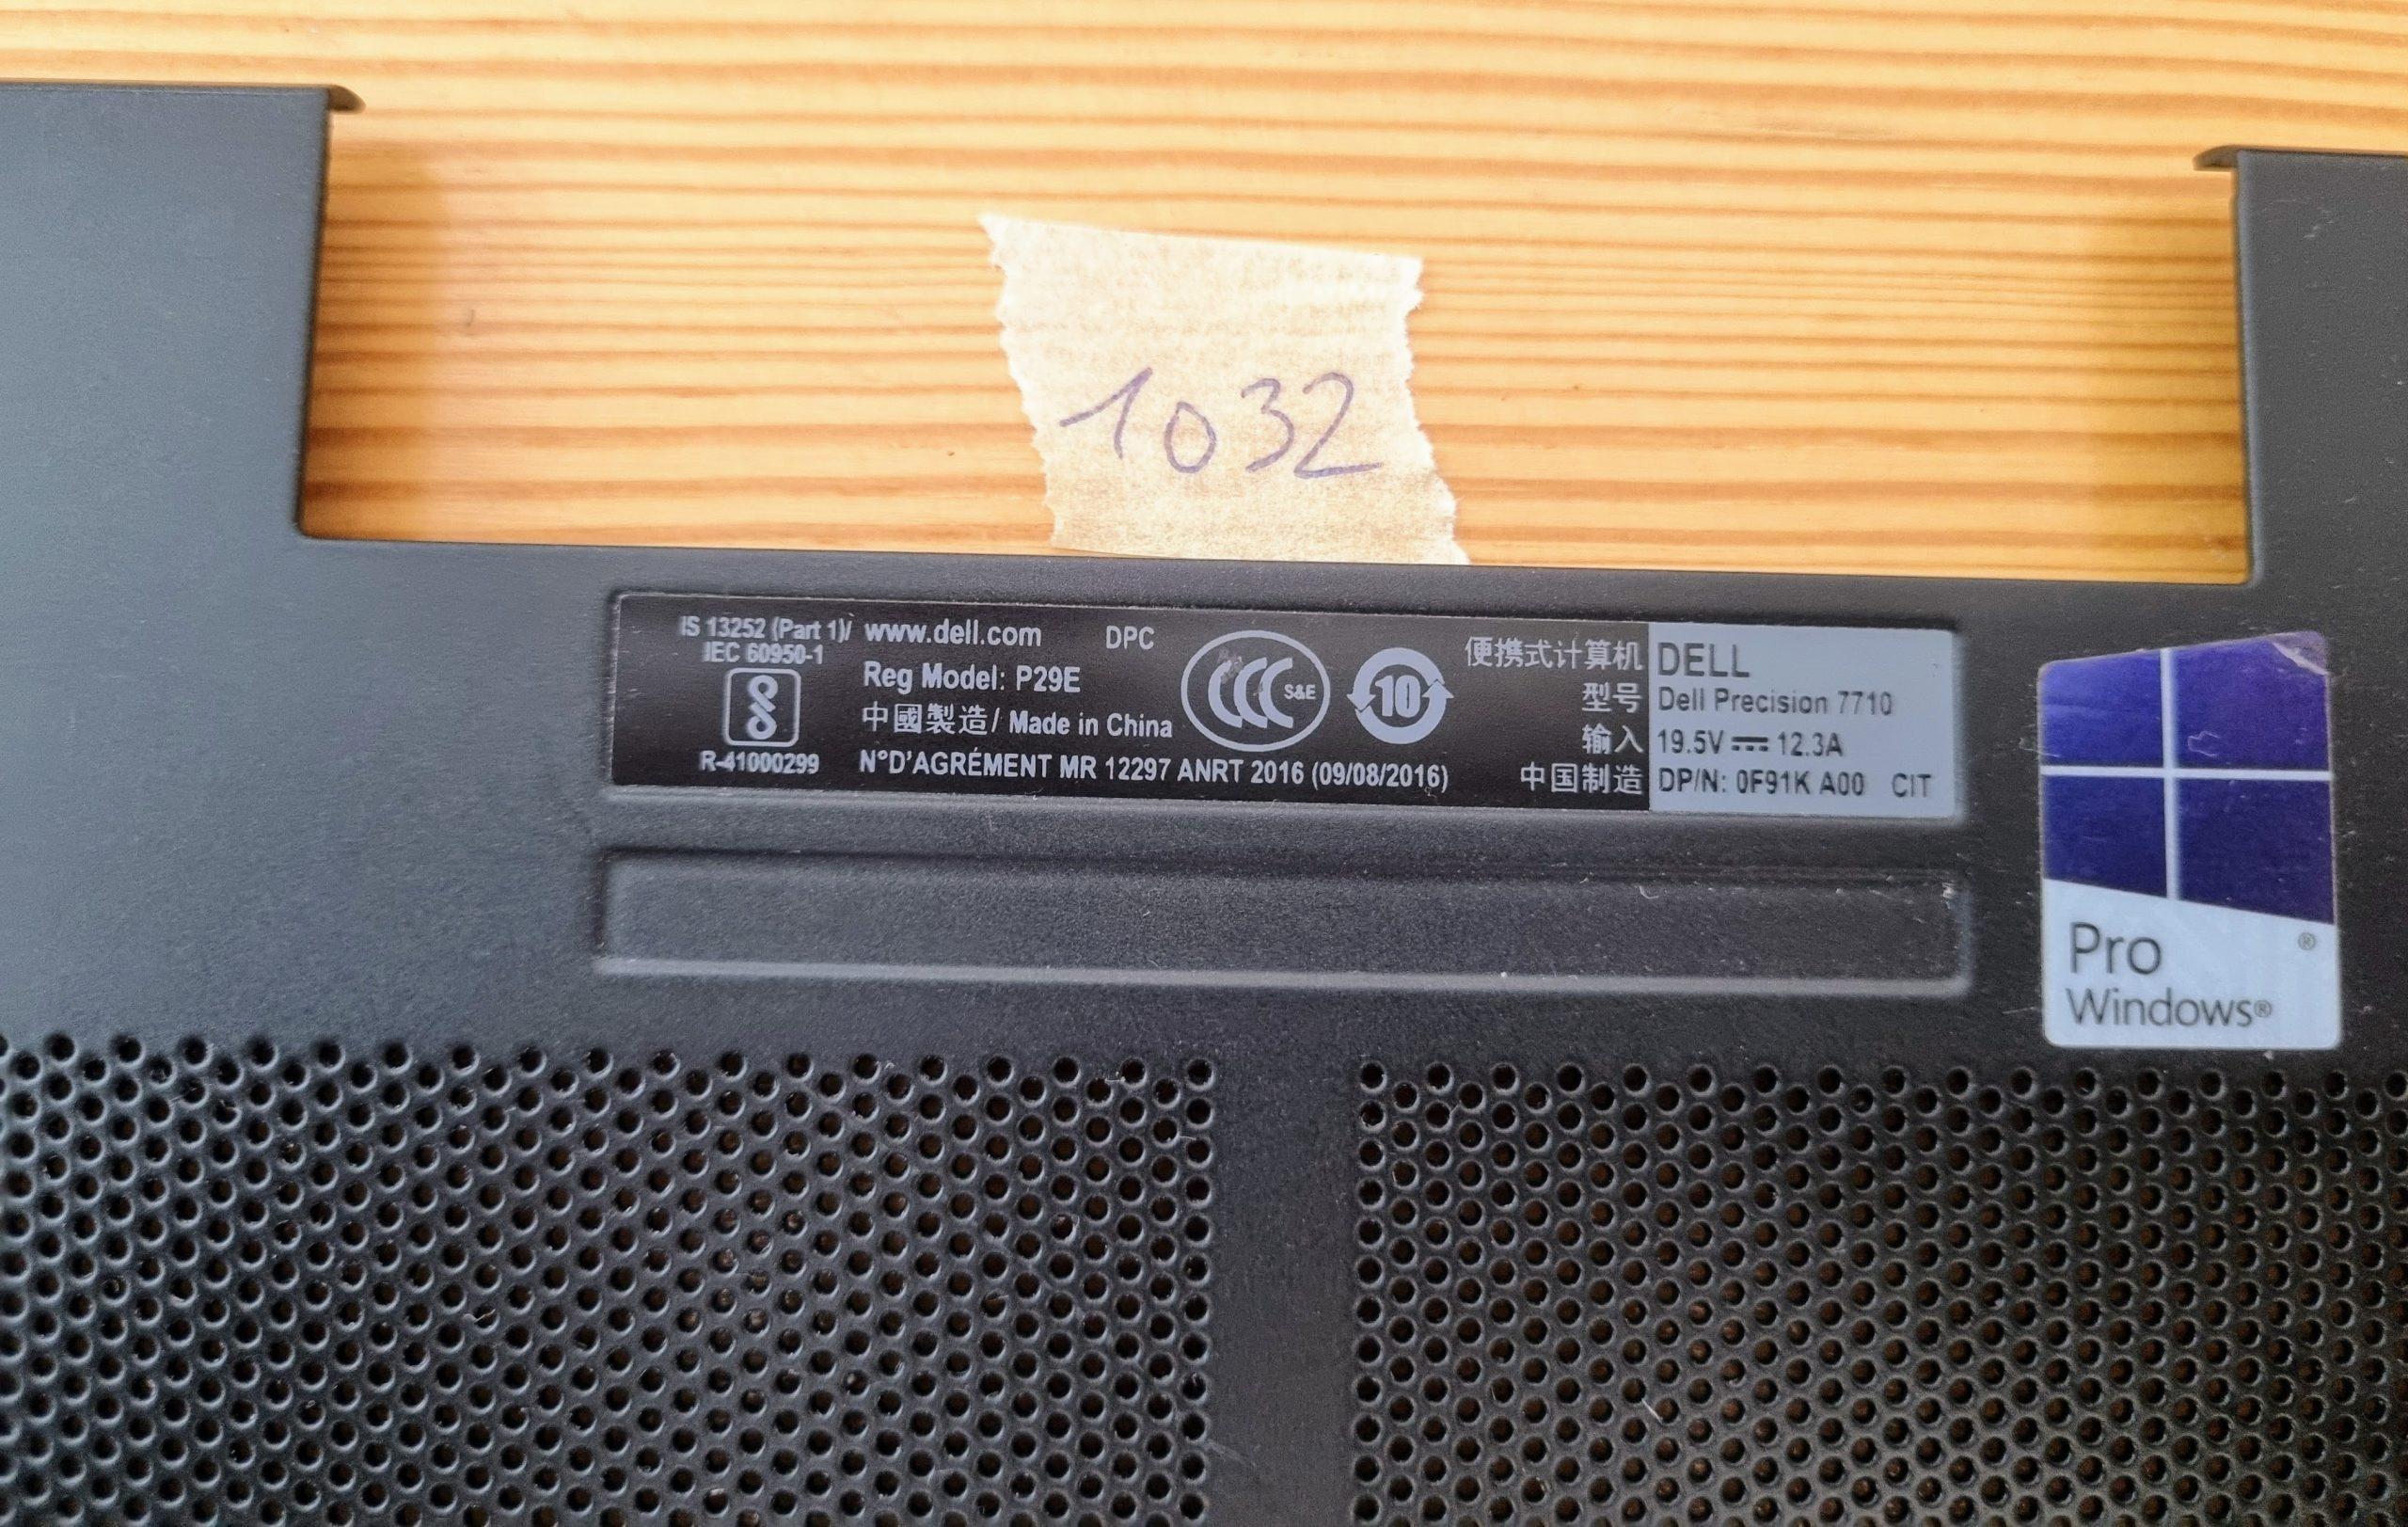 1032
IS 13252 (Part 1)/
IEC 60950-1
R-41000299
www.dell.com DPC
Reg Model: P29E
中國製造/ Made in China
N°D'AGRÉMENT MR 12297 ANRT 2016 (09/08/2016)
CCC S&E
10
便携式计算机 DELL
型号 Dell Precision 7710
输入 19.5V ⎓ 12.3A
中国制造 DP/N: 0F91K A00 CIT
Pro ®
Windows®